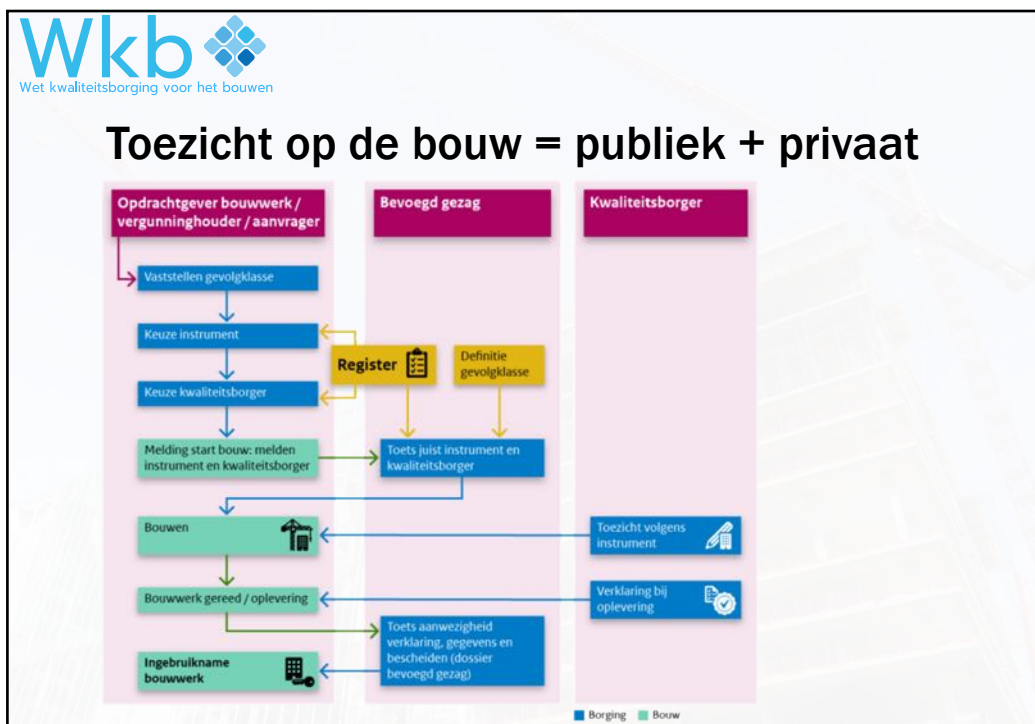 Wkb
Wet kwaliteitsborging voor het bouwen
Toezicht op de bouw = publiek + privaat
Opdrachtgever bouwwerk /
vergunninghouder / aanvrager
Bevoegd gezag
Kwaliteitsborger
Vaststellen gevolgklasse
Keuze instrument
Register
Definitie
gevolgklasse
Keuze kwaliteitsborger
Melding start bouw: melden
instrument en kwaliteitsborger
Toets juist instrument en
kwaliteitsborger
Bouwen
Toezicht volgens
instrument
Bouwwerk gereed / oplevering
Verklaring bij
oplevering
Toets aanwezigheid
verklaring, gegevens en
bescheiden (dossier
bevoegd gezag)
Ingebruikname
bouwwerk
Borging
Bouw